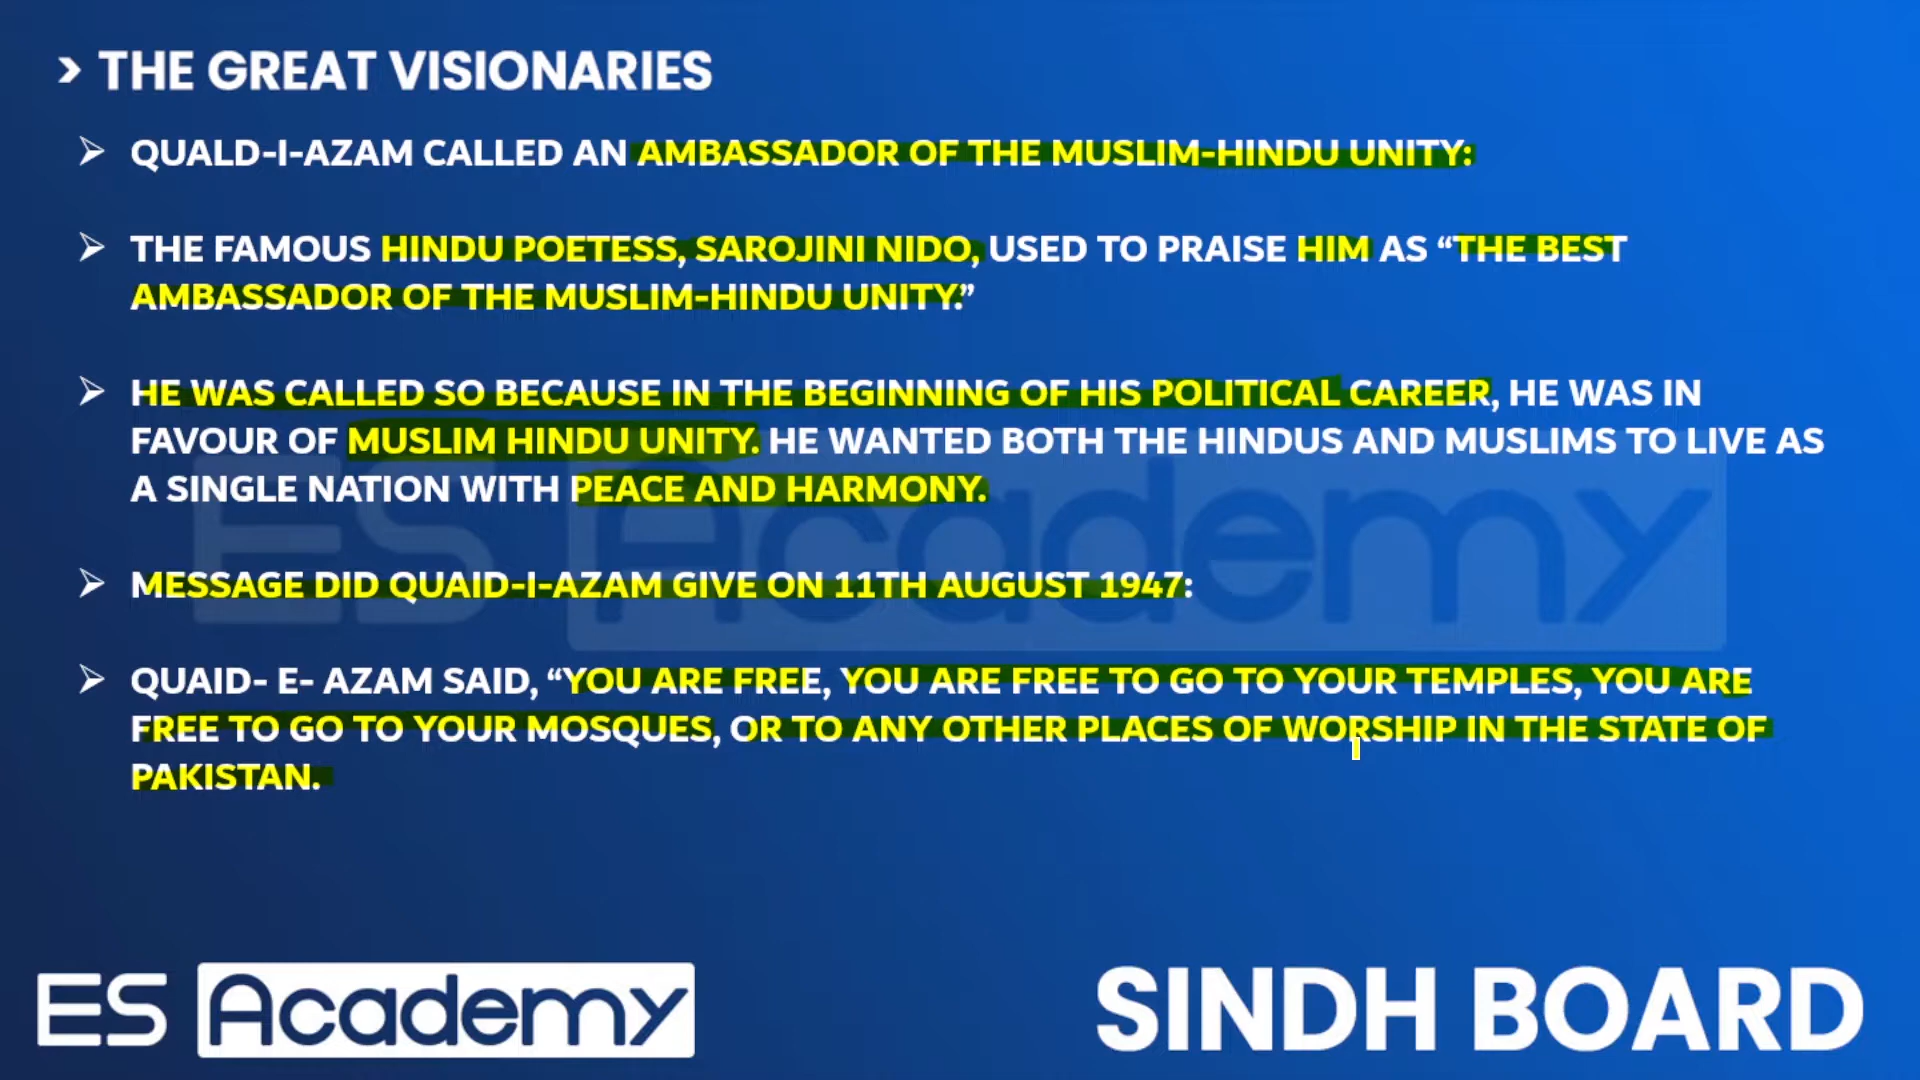 > THE GREAT VISIONARIES
➢ QUALD-I-AZAM CALLED AN AMBASSADOR OF THE MUSLIM-HINDU UNITY:
➢ THE FAMOUS HINDU POETESS, SAROJINI NIDO, USED TO PRAISE HIM AS “THE BEST
AMBASSADOR OF THE MUSLIM-HINDU UNITY.”
➢ HE WAS CALLED SO BECAUSE IN THE BEGINNING OF HIS POLITICAL CAREER, HE WAS IN
FAVOUR OF MUSLIM HINDU UNITY. HE WANTED BOTH THE HINDUS AND MUSLIMS TO LIVE AS
A SINGLE NATION WITH PEACE AND HARMONY.
➢ MESSAGE DID QUAID-I-AZAM GIVE ON 11TH AUGUST 1947:
➢ QUAID- E- AZAM SAID, “YOU ARE FREE, YOU ARE FREE TO GO TO YOUR TEMPLES, YOU ARE
FREE TO GO TO YOUR MOSQUES, OR TO ANY OTHER PLACES OF WORSHIP IN THE STATE OF
PAKISTAN.
ES Academy
ES Academy
SINDH BOARD